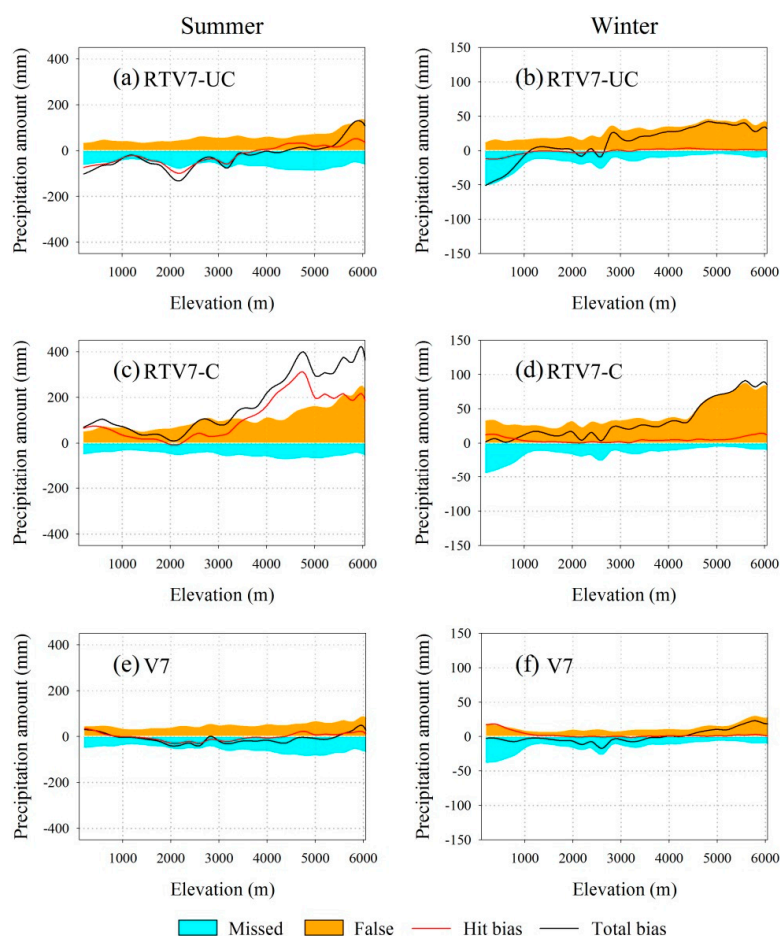 Summer
Winter
(a) RTV7-UC
Precipitation amount (mm)
400
200
0
-200
-400
1000 2000 3000 4000 5000 6000
Elevation (m)
(b) RTV7-UC
Precipitation amount (mm)
150
100
50
0
-50
-100
-150
1000 2000 3000 4000 5000 6000
Elevation (m)
(c) RTV7-C
Precipitation amount (mm)
400
200
0
-200
-400
1000 2000 3000 4000 5000 6000
Elevation (m)
(d) RTV7-C
Precipitation amount (mm)
150
100
50
0
-50
-100
-150
1000 2000 3000 4000 5000 6000
Elevation (m)
(e) V7
Precipitation amount (mm)
400
200
0
-200
-400
1000 2000 3000 4000 5000 6000
Elevation (m)
(f) V7
Precipitation amount (mm)
150
100
50
0
-50
-100
-150
1000 2000 3000 4000 5000 6000
Elevation (m)
Missed False Hit bias Total bias